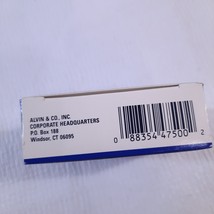 ALVIN & CO., INC
CORPORATE HEADQUARTERS
P.O. Box 188
Windsor, CT 06095
0 88354 47500 2